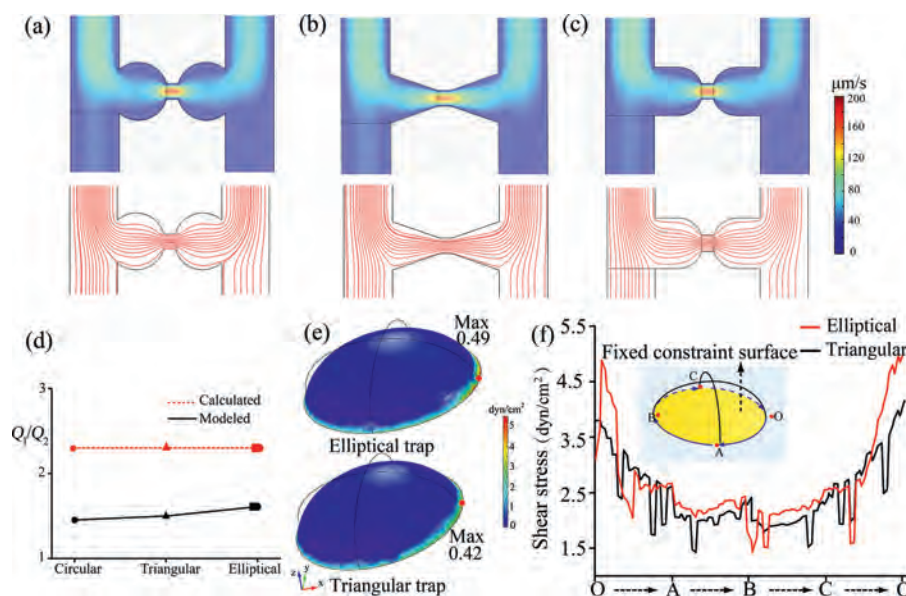 (a)
(b)
(c)
μm/s
200
160
120
80
40
0
(d)
3
2
1
Q1/Q2
Calculated
Modeled
Circular
Triangular
Elliptical
(e)
Max
0.49
Elliptical trap
dyn/cm²
5
4
3
2
1
0
Max
0.42
y
z
x
Triangular trap
(f)
5.5
4.5
3.5
2.5
1.5
Shear stress (dyn/cm²)
Elliptical
Triangular
Fixed constraint surface
C
B
O
A
O
A
B
C